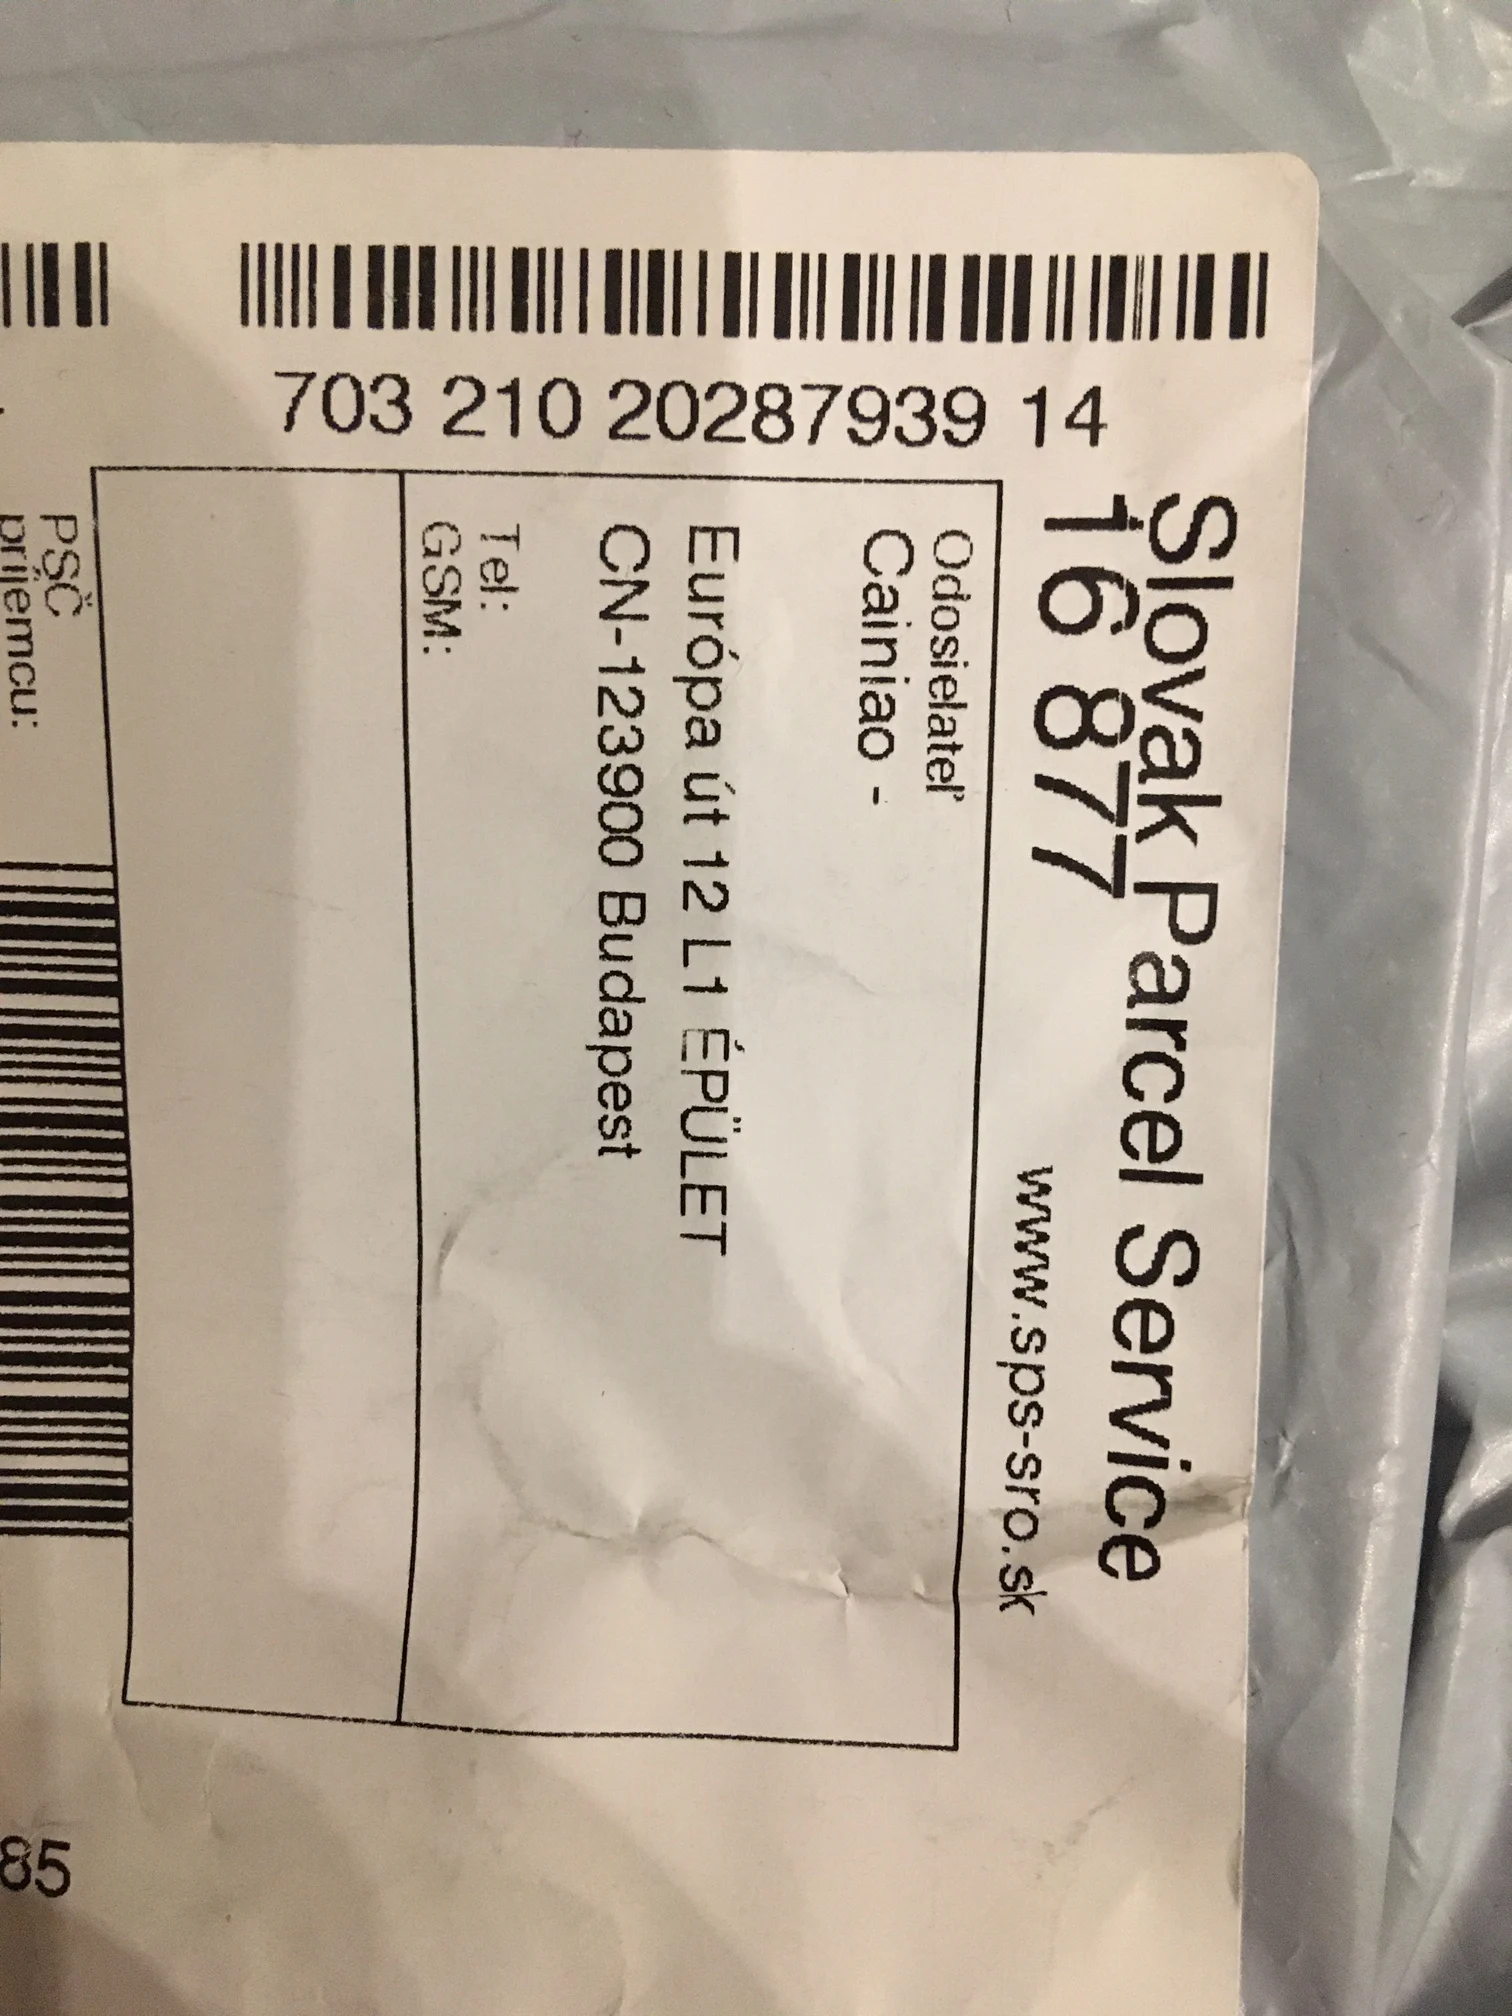 703 210 20287939 14
Slovak Parcel Service
16 877
www.sps-sro.sk
Odosielateľ
Cainiao -
Európa út 12 L1 ÉPÜLET
CN-123900 Budapest
Tel:
GSM:
PSČ
príjemcu:
85